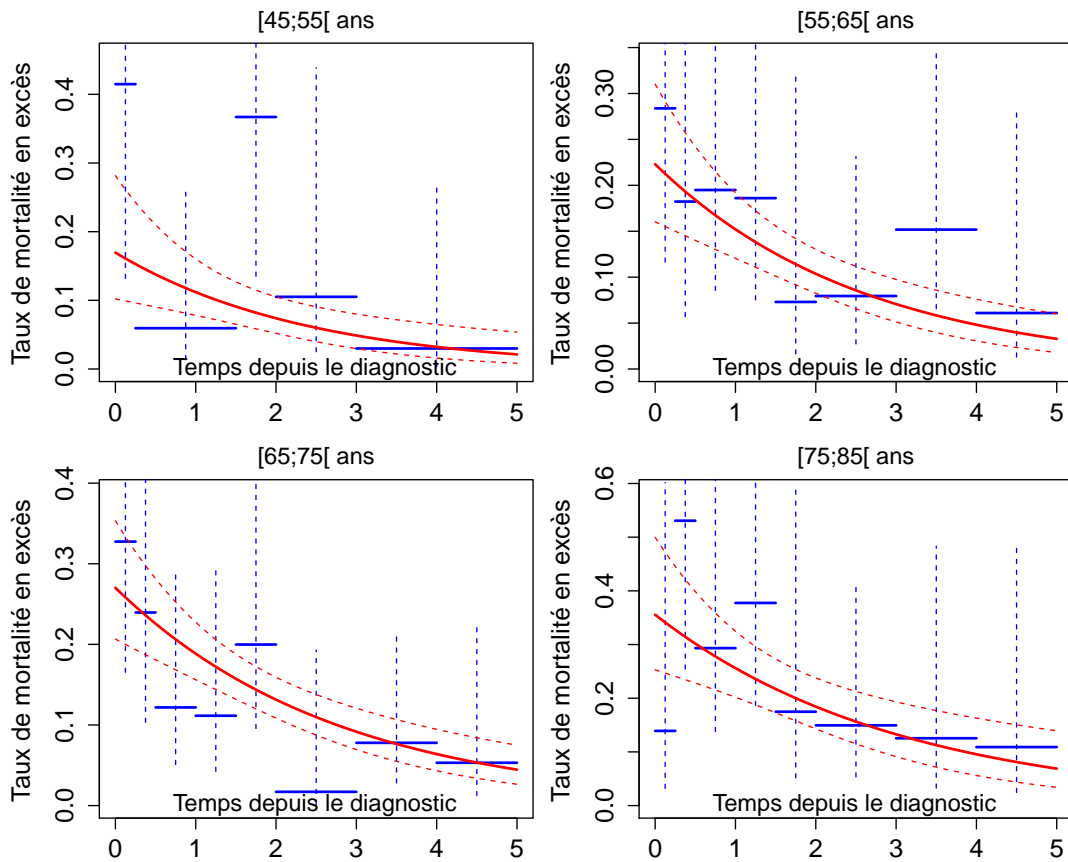 [45;55[ ans
Taux de mortalité en excès
0.0 0.1 0.2 0.3 0.4
Temps depuis le diagnostic
0 1 2 3 4 5
[55;65[ ans
Taux de mortalité en excès
0.00 0.10 0.20 0.30
Temps depuis le diagnostic
0 1 2 3 4 5
[65;75[ ans
Taux de mortalité en excès
0.0 0.1 0.2 0.3 0.4
Temps depuis le diagnostic
0 1 2 3 4 5
[75;85[ ans
Taux de mortalité en excès
0.0 0.2 0.4 0.6
Temps depuis le diagnostic
0 1 2 3 4 5